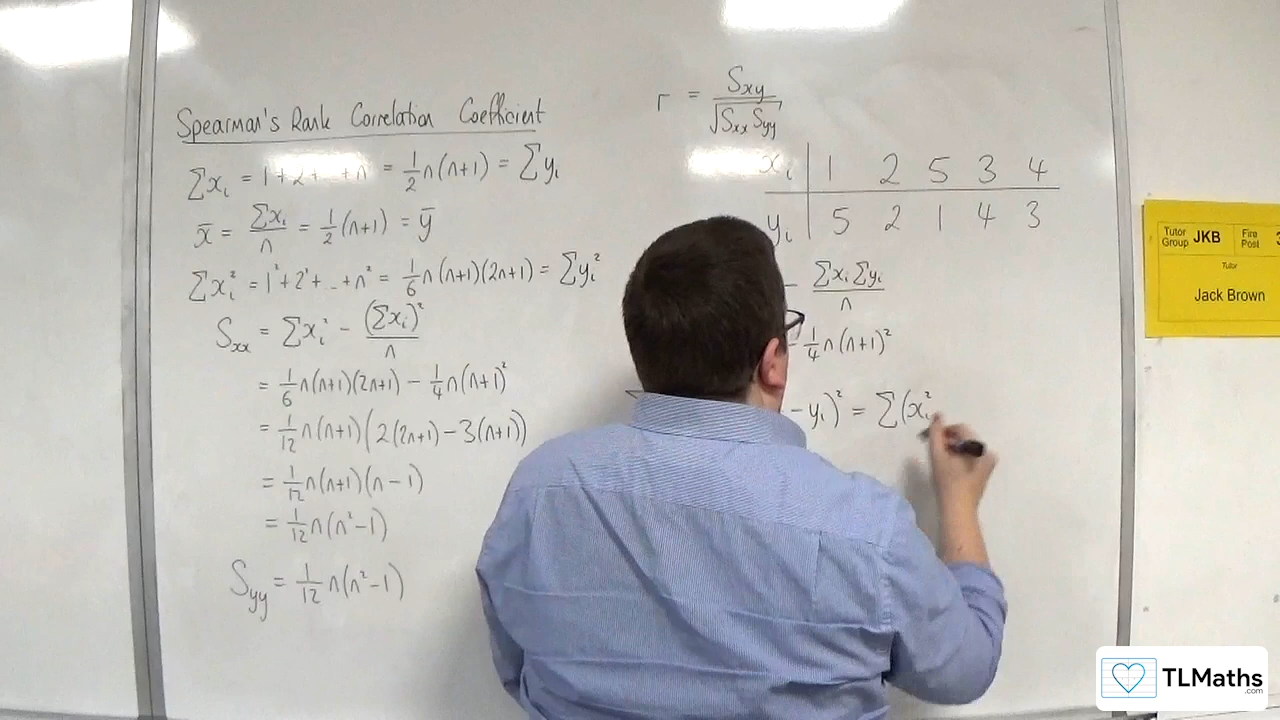 Spearman's Rank Correlation Coefficient
∑xᵢ = 1+2+...+n = 1/2 n(n+1) = ∑yᵢ
x̄ = ∑xᵢ/n = 1/2 (n+1) = ȳ
∑xᵢ² = 1²+2²+...+n² = 1/6 n(n+1)(2n+1) = ∑yᵢ²
Sxx = ∑xᵢ² − (∑xᵢ)²/n
= 1/6 n(n+1)(2n+1) − 1/4 n(n+1)²
= 1/12 n(n+1)(2(2n+1) − 3(n+1))
= 1/12 n(n+1)(n−1)
= 1/12 n(n²−1)
Syy = 1/12 n(n²−1)
r = Sxy/√(Sxx Syy)
xᵢ | 1 2 5 3 4
yᵢ | 5 2 1 4 3
− ∑xᵢ∑yᵢ/n
− 1/4 n(n+1)²
− yᵢ)² = ∑(xᵢ²
Tutor Group JKB
Fire Post 3
Tutor
Jack Brown
TLMaths
.com